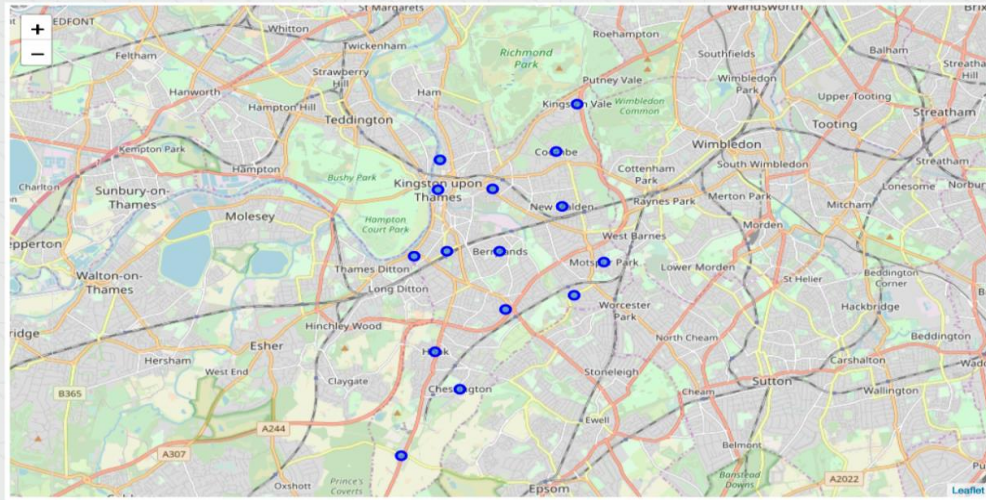 +
−
EDFONT
Whitton
St Margarets
Wandsworth
Feltham
Twickenham
Roehampton
Richmond
Park
Southfields
Balham
Strawberry
Hill
Ham
Putney Vale
Wimbledon
Park
Streatha
Hill
Hanworth
Hampton Hill
Kingston Vale
Wimbledon
Common
Upper Tooting
Teddington
Tooting
Streatham
Kempton Park
Coombe
Wimbledon
Hampton
Bushy Park
Cottenham
Park
South Wimbledon
Streatham
Charlton
Sunbury-on-
Thames
Kingston upon
Thames
Lonesome
Norbur
Molesey
Hampton
Court Park
New Malden
Raynes Park
Merton Park
Mitcham
epperton
Morden
West Barnes
Berrylands
Walton-on-
Thames
Thames Ditton
Motspur Park
Lower Morden
St Helier
Beddington
Corner
Long Ditton
Worcester
Park
Hackbridge
ridge
Hinchley Wood
Esher
North Cheam
Beddington
Hersham
West End
Hook
Carshalton
Claygate
Stoneleigh
Sutton
Wallington
B365
Chessington
Cheam
A244
Ewell
Belmont
A307
Oxshott
Prince's
Coverts
Epsom
Banstead
Downs
A2022
Leaflet